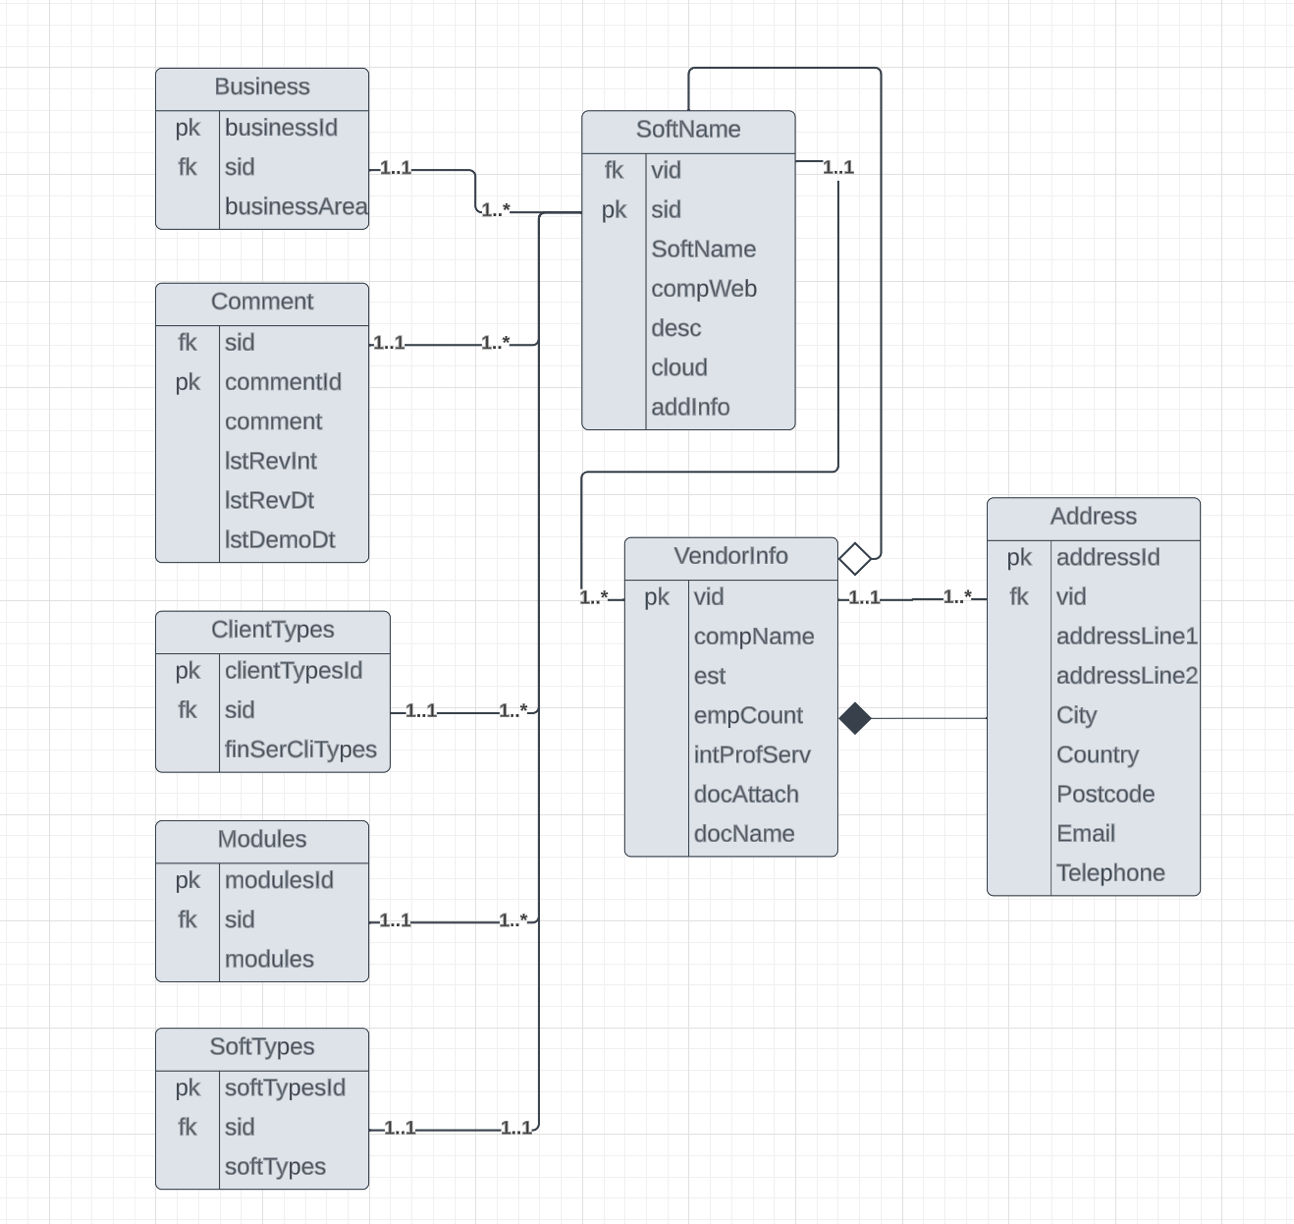 Business
pk businessId
fk sid
businessArea
1..1
1..*
Comment
fk sid
pk commentId
comment
lstRevInt
lstRevDt
lstDemoDt
1..1
1..*
ClientTypes
pk clientTypesId
fk sid
finSerCliTypes
1..1
1..*
Modules
pk modulesId
fk sid
modules
1..1
1..*
SoftTypes
pk softTypesId
fk sid
softTypes
1..1
1..1
SoftName
fk vid
pk sid
SoftName
compWeb
desc
cloud
addInfo
1..1
1..*
VendorInfo
pk vid
compName
est
empCount
intProfServ
docAttach
docName
1..1
1..*
Address
pk addressId
fk vid
addressLine1
addressLine2
City
Country
Postcode
Email
Telephone